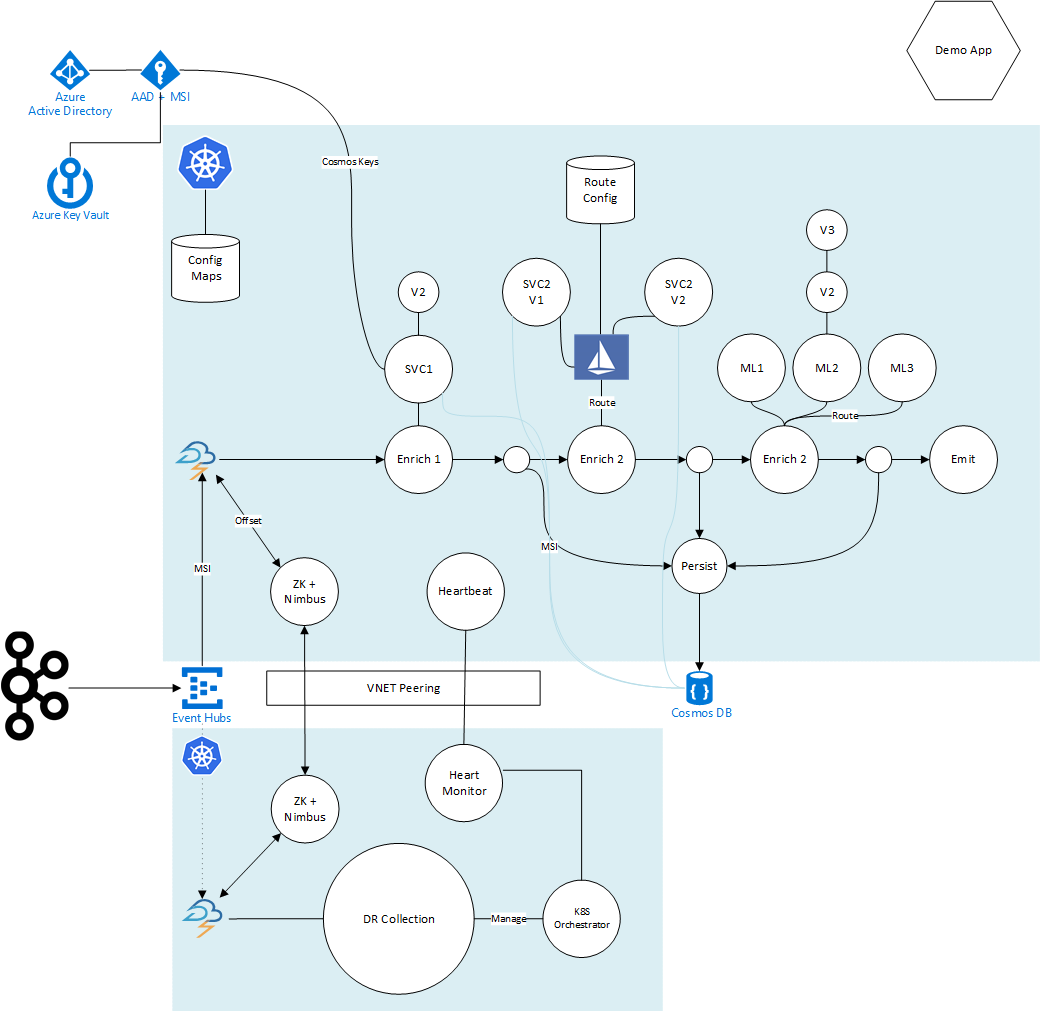 Demo App
Azure
Active Directory
AAD + MSI
Cosmos Keys
Azure Key Vault
Route
Config
Config
Maps
V3
V2
SVC2
V1
SVC2
V2
V2
SVC1
ML1
ML2
ML3
Route
Route
Enrich 1
Enrich 2
Enrich 2
Emit
Offset
MSI
MSI
Persist
ZK +
Nimbus
Heartbeat
VNET Peering
Event Hubs
{ }
Cosmos DB
Heart
Monitor
ZK +
Nimbus
DR Collection
Manage
K8S
Orchestrator